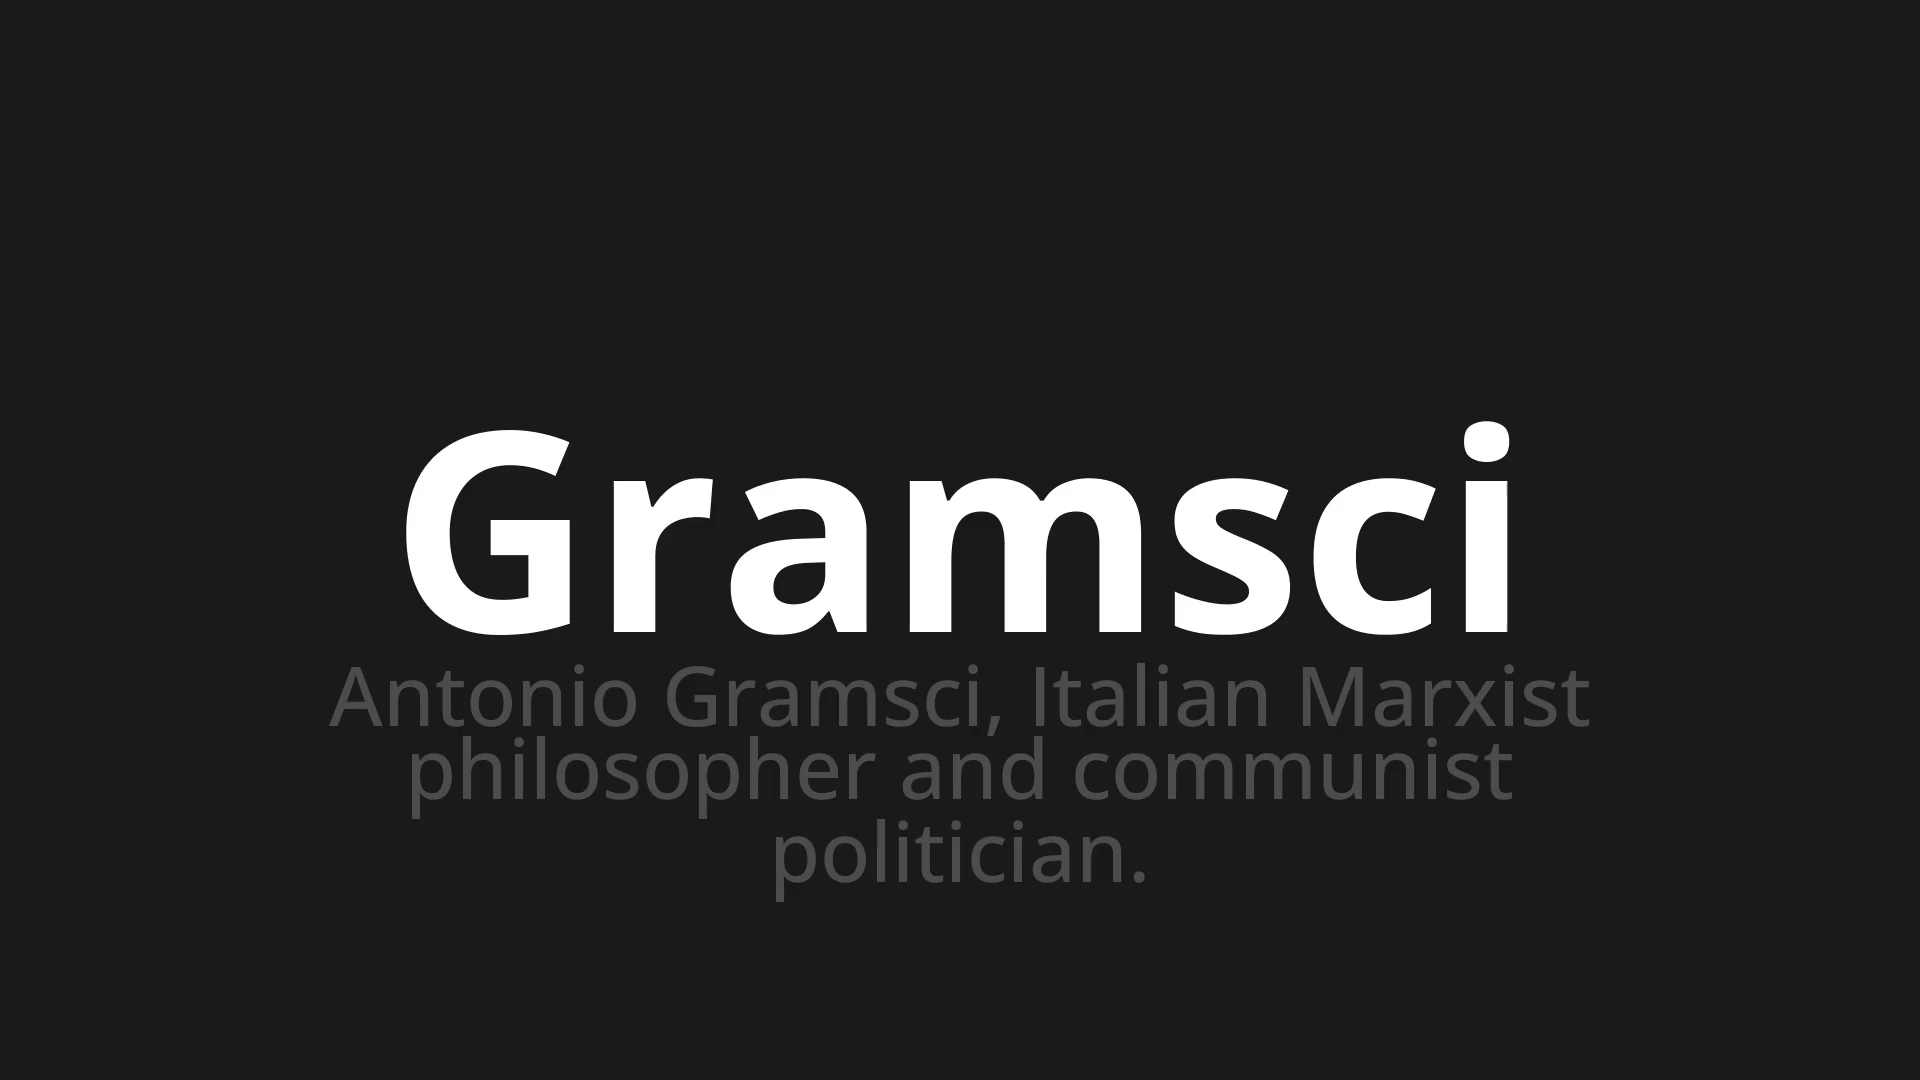 Gramsci
Antonio Gramsci, Italian Marxist
philosopher and communist
politician.